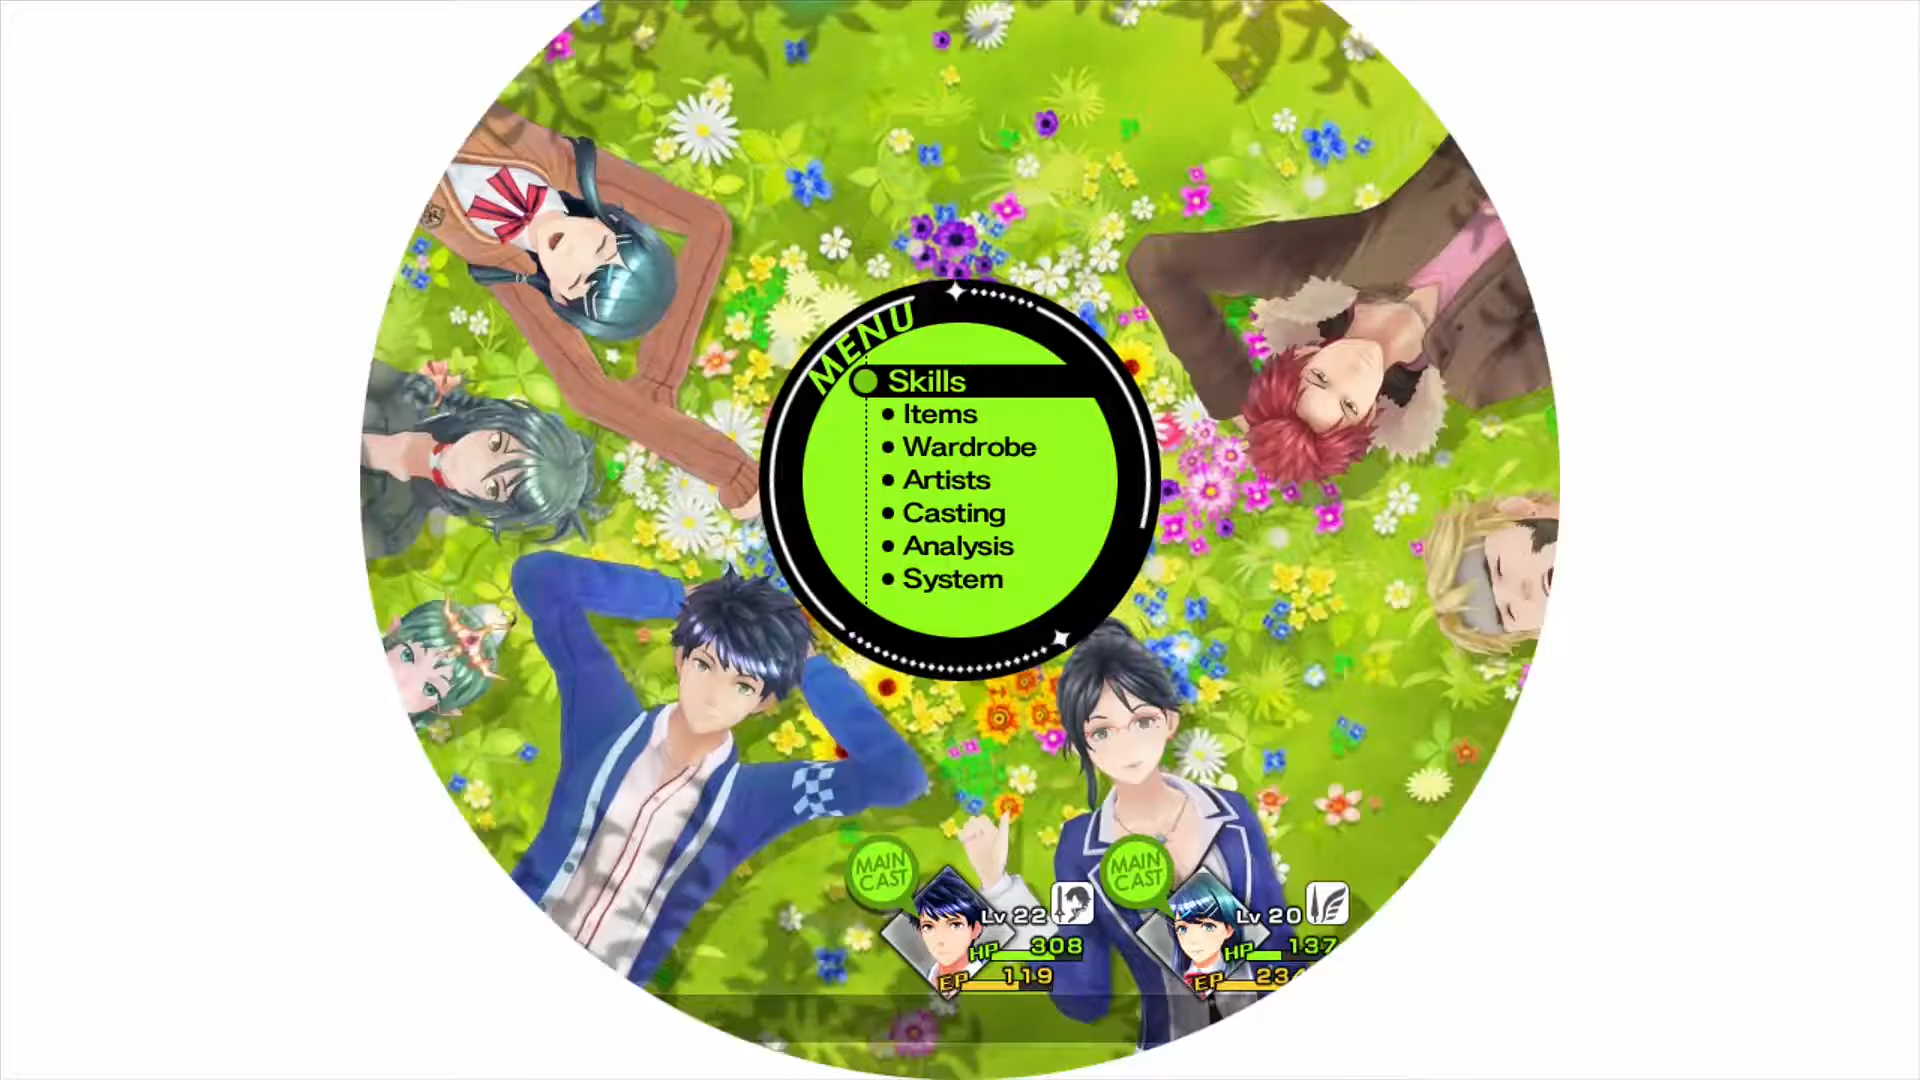 MENU
Skills
Items
Wardrobe
Artists
Casting
Analysis
System
MAIN
CAST
Lv 22
HP 308
EP 119
MAIN
CAST
Lv 20
HP 137
EP